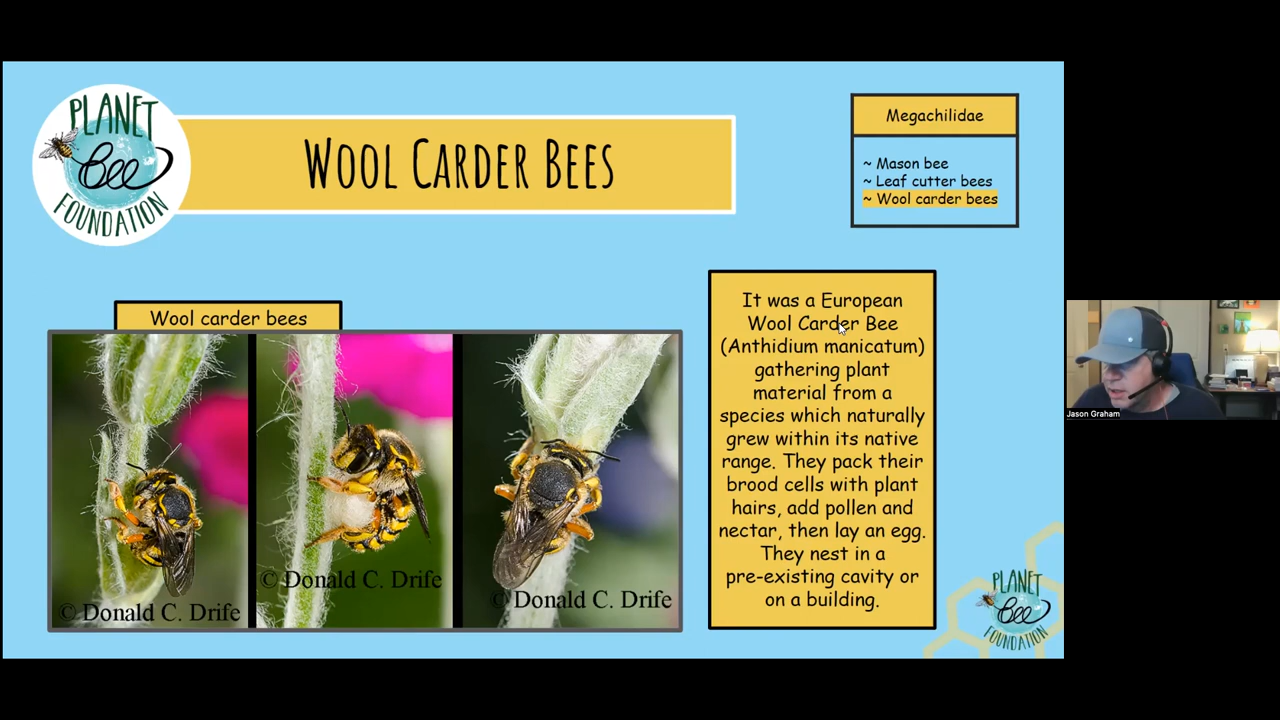 PLANET
bee
FOUNDATION
WOOL CARDER BEES
Megachilidae
~ Mason bee
~ Leaf cutter bees
~ Wool carder bees
Wool carder bees
© Donald C. Drife
© Donald C. Drife
© Donald C. Drife
It was a European
Wool Carder Bee
(Anthidium manicatum)
gathering plant
material from a
species which naturally
grew within its native
range. They pack their
brood cells with plant
hairs, add pollen and
nectar, then lay an egg.
They nest in a
pre-existing cavity or
on a building.
PLANET
Bee
FOUNDATION
Jason Graham